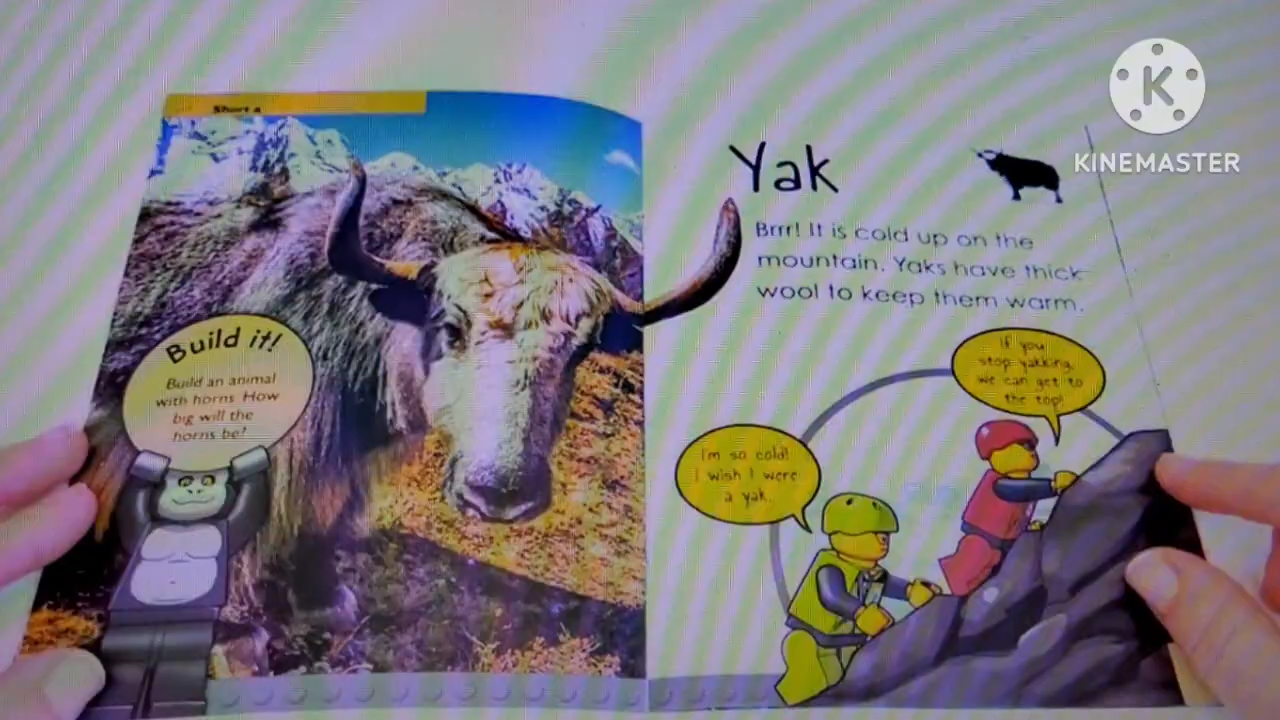 Short a
Build it!
Build an animal
with horns. How
big will the
horns be?
Yak
Brrr! It is cold up on the
mountain. Yaks have thick
wool to keep them warm.
If you
stop yakking,
we can get to
the top!
I'm so cold!
I wish I were
a yak.
KINEMASTER